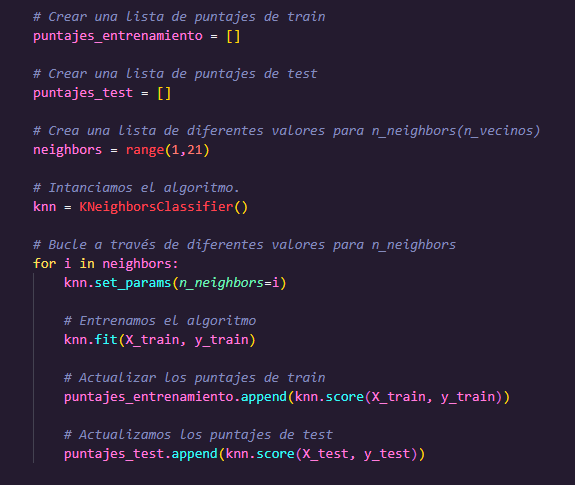 # Crear una lista de puntajes de train
puntajes_entrenamiento = []
# Crear una lista de puntajes de test
puntajes_test = []
# Crea una lista de diferentes valores para n_neighbors(n_vecinos)
neighbors = range(1,21)
# Intanciamos el algoritmo.
knn = KNeighborsClassifier()
# Bucle a través de diferentes valores para n_neighbors
for i in neighbors:
knn.set_params(n_neighbors=i)
# Entrenamos el algoritmo
knn.fit(X_train, y_train)
# Actualizar los puntajes de train
puntajes_entrenamiento.append(knn.score(X_train, y_train))
# Actualizamos los puntajes de test
puntajes_test.append(knn.score(X_test, y_test))